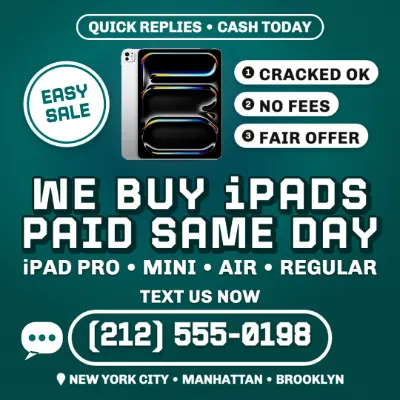 QUICK REPLIES • CASH TODAY
EASY
SALE
1 CRACKED OK
2 NO FEES
3 FAIR OFFER
WE BUY iPADS
PAID SAME DAY
iPAD PRO • MINI • AIR • REGULAR
TEXT US NOW
(212) 555-0198
NEW YORK CITY • MANHATTAN • BROOKLYN